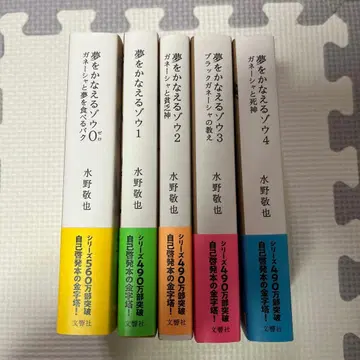 夢をかなえるゾウ0
ゼロ
ガネーシャと夢を食べるバク
水野敬也
シリーズ560万部突破
自己啓発本の金字塔!
文響社
夢をかなえるゾウ1
水野敬也
シリーズ490万部突破
自己啓発本の金字塔!
文響社
夢をかなえるゾウ2
ガネーシャと貧乏神
水野敬也
シリーズ490万部突破
自己啓発本の金字塔!
文響社
夢をかなえるゾウ3
ブラックガネーシャの教え
水野敬也
シリーズ490万部突破
自己啓発本の金字塔!
文響社
夢をかなえるゾウ4
ガネーシャと死神
水野敬也
シリーズ490万部突破
自己啓発本の金字塔!
文響社